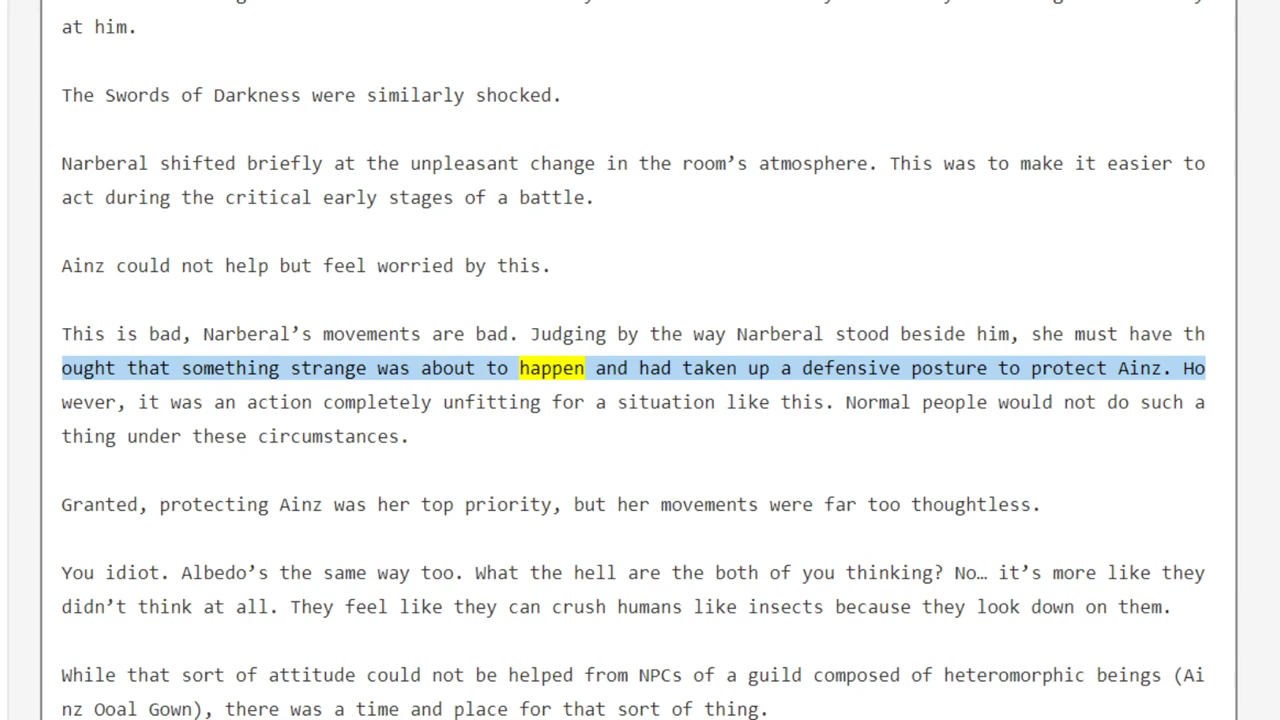 at him.
The Swords of Darkness were similarly shocked.
Narberal shifted briefly at the unpleasant change in the room’s atmosphere. This was to make it easier to
act during the critical early stages of a battle.
Ainz could not help but feel worried by this.
This is bad, Narberal’s movements are bad. Judging by the way Narberal stood beside him, she must have th
ought that something strange was about to happen and had taken up a defensive posture to protect Ainz. Ho
wever, it was an action completely unfitting for a situation like this. Normal people would not do such a
thing under these circumstances.
Granted, protecting Ainz was her top priority, but her movements were far too thoughtless.
You idiot. Albedo’s the same way too. What the hell are the both of you thinking? No… it’s more like they
didn’t think at all. They feel like they can crush humans like insects because they look down on them.
While that sort of attitude could not be helped from NPCs of a guild composed of heteromorphic beings (Ai
nz Ooal Gown), there was a time and place for that sort of thing.